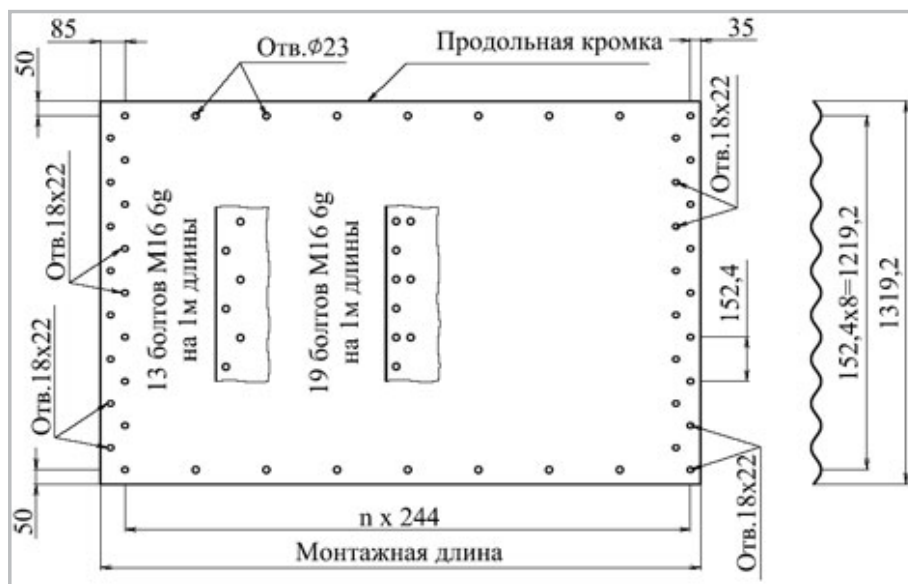 85
35
50
Отв.ϕ23
Продольная кромка
Отв.18х22
Отв.18х22
13 болтов М16 6g
на 1м длины
19 болтов М16 6g
на 1м длины
152,4
152,4х8=1219,2
1319,2
Отв.18х22
Отв.18х22
50
n x 244
Монтажная длина